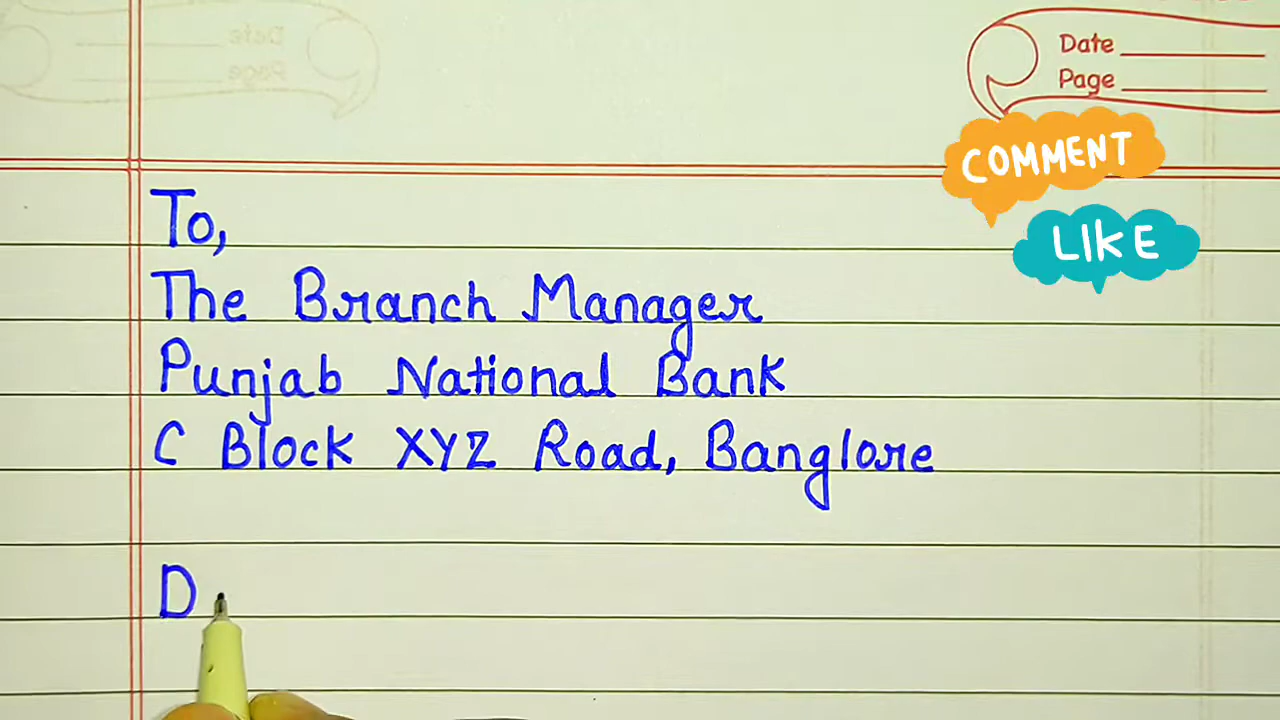 Date
Page
COMMENT
LIKE
To,
The Branch Manager
Punjab National Bank
C Block XYZ Road, Banglore
D